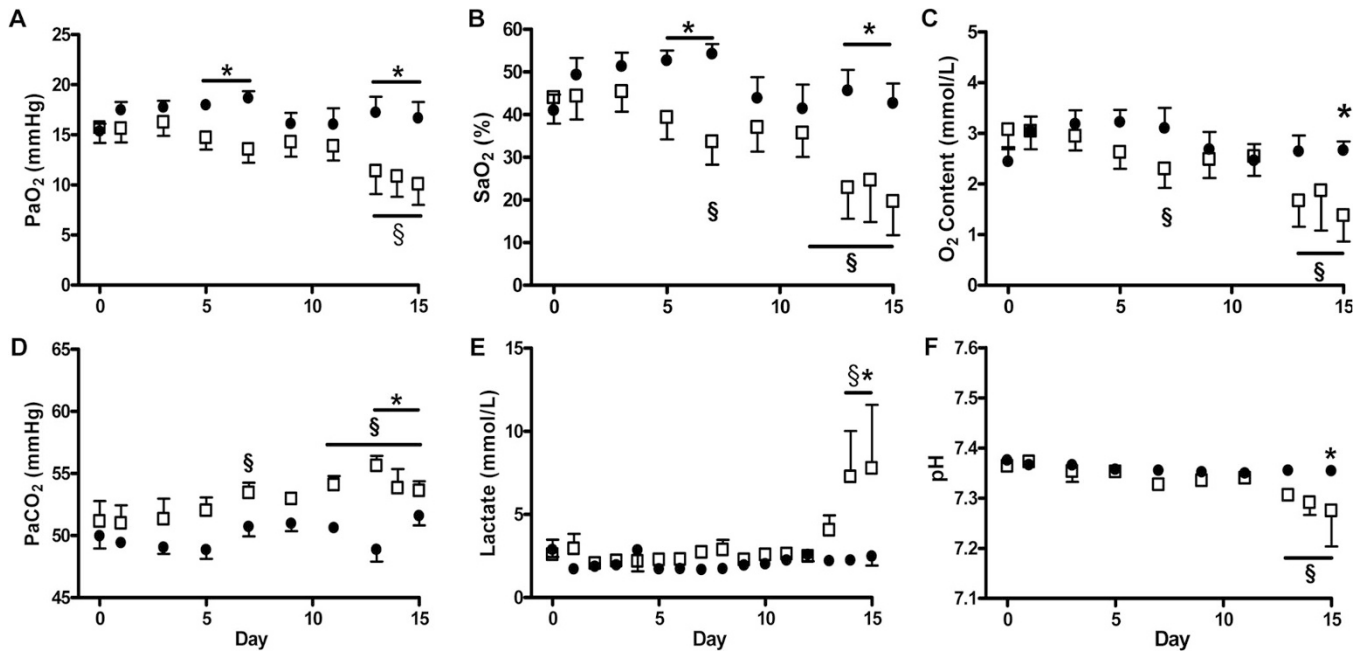 A
25
20
15
10
5
0
PaO₂ (mmHg)
0 5 10 15
* *
§
B
60
50
40
30
20
10
0
SaO₂ (%)
0 5 10 15
* *
§
§
C
5
4
3
2
1
0
O₂ Content (mmol/L)
0 5 10 15
*
§ §
D
65
60
55
50
45
PaCO₂ (mmHg)
0 5 10 15
Day
*
§ §
E
15
10
5
0
Lactate (mmol/L)
0 5 10 15
Day
§ *
F
7.6
7.5
7.4
7.3
7.2
7.1
pH
0 5 10 15
Day
*
§